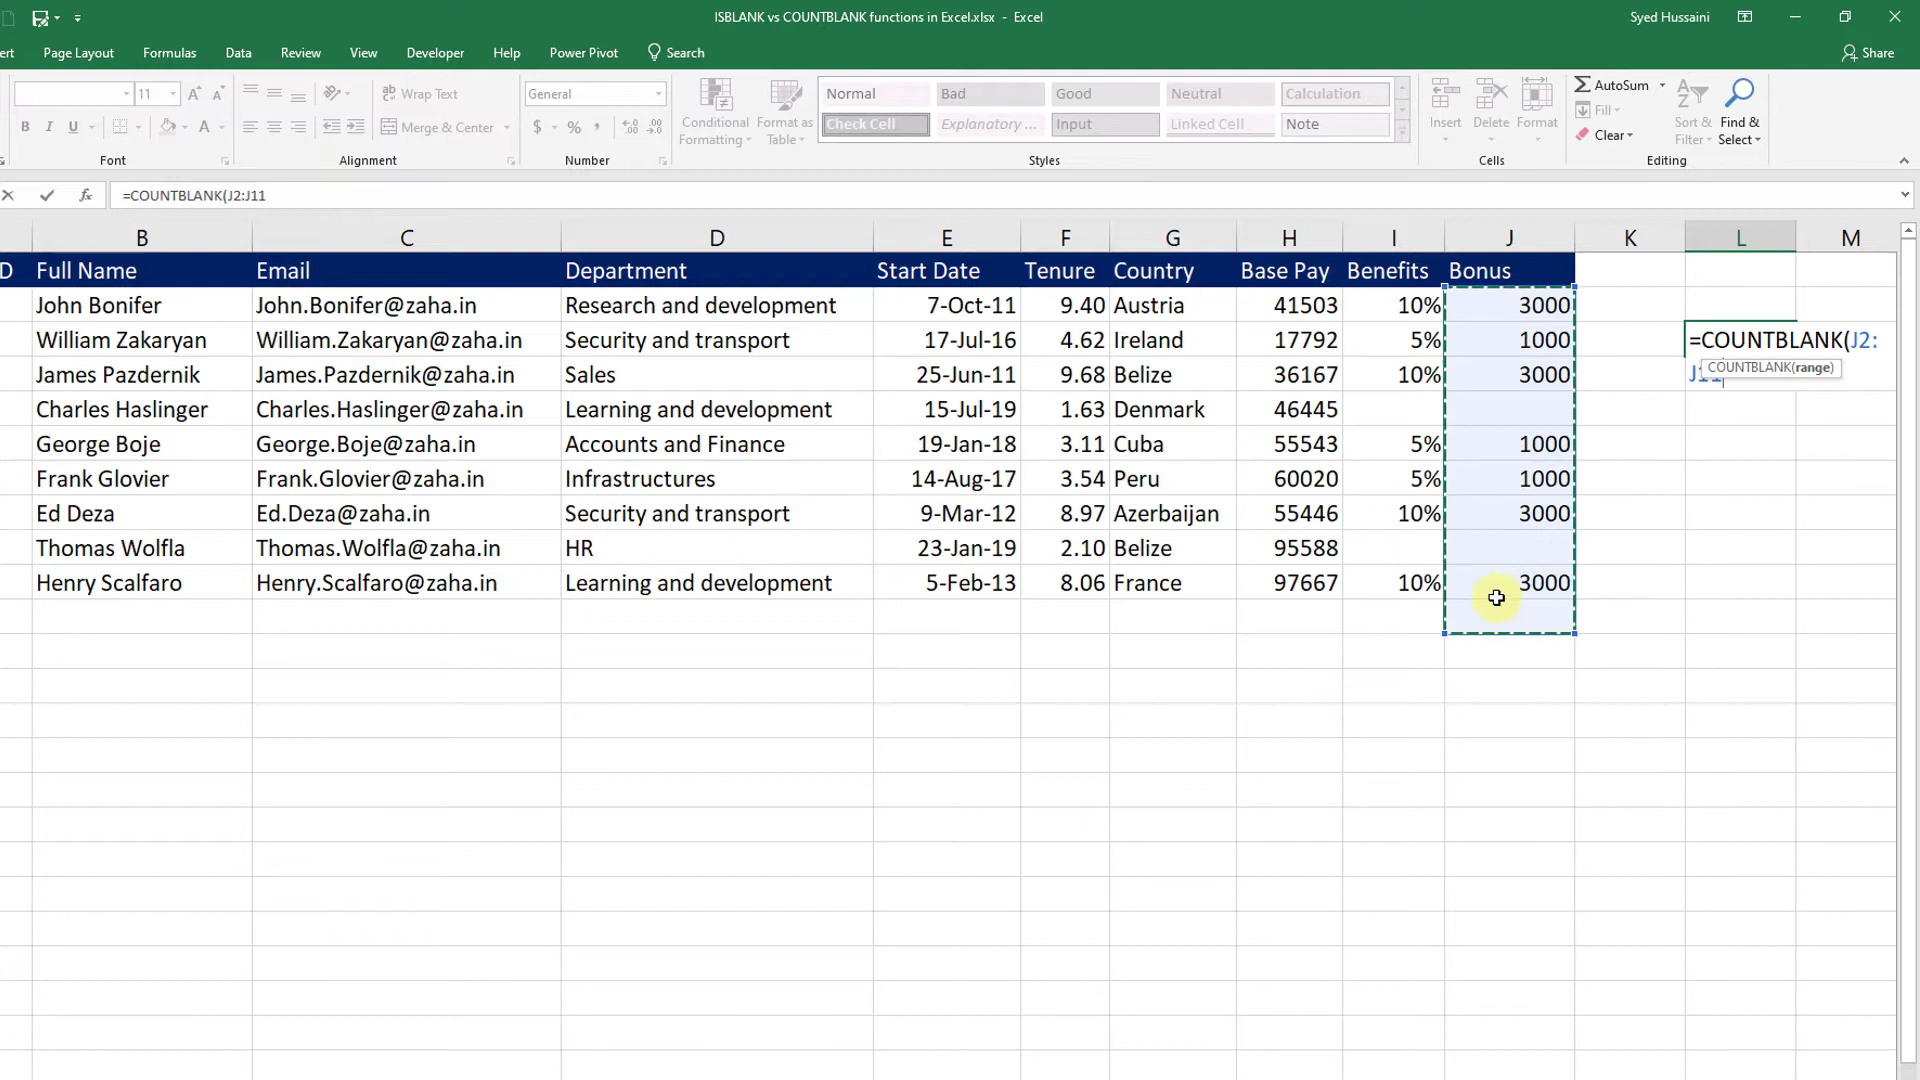 ISBLANK vs COUNTBLANK functions in Excel.xlsx - Excel
Syed Hussaini
Page Layout Formulas Data Review View Developer Help Power Pivot Search Share
11 Wrap Text General Normal Bad Good Neutral Calculation AutoSum
B I U A Merge & Center $ % , Conditional Formatting Format as Table Check Cell Explanatory ... Input Linked Cell Note Insert Delete Format Fill Clear Sort & Filter Find & Select
Font Alignment Number Styles Cells Editing
fx =COUNTBLANK(J2:J11
B C D E F G H I J K L M
D Full Name Email Department Start Date Tenure Country Base Pay Benefits Bonus
John Bonifer John.Bonifer@zaha.in Research and development 7-Oct-11 9.40 Austria 41503 10% 3000
William Zakaryan William.Zakaryan@zaha.in Security and transport 17-Jul-16 4.62 Ireland 17792 5% 1000 =COUNTBLANK(J2:
James Pazdernik James.Pazdernik@zaha.in Sales 25-Jun-11 9.68 Belize 36167 10% 3000 J11 COUNTBLANK(range)
Charles Haslinger Charles.Haslinger@zaha.in Learning and development 15-Jul-19 1.63 Denmark 46445
George Boje George.Boje@zaha.in Accounts and Finance 19-Jan-18 3.11 Cuba 55543 5% 1000
Frank Glovier Frank.Glovier@zaha.in Infrastructures 14-Aug-17 3.54 Peru 60020 5% 1000
Ed Deza Ed.Deza@zaha.in Security and transport 9-Mar-12 8.97 Azerbaijan 55446 10% 3000
Thomas Wolfla Thomas.Wolfla@zaha.in HR 23-Jan-19 2.10 Belize 95588
Henry Scalfaro Henry.Scalfaro@zaha.in Learning and development 5-Feb-13 8.06 France 97667 10% 3000